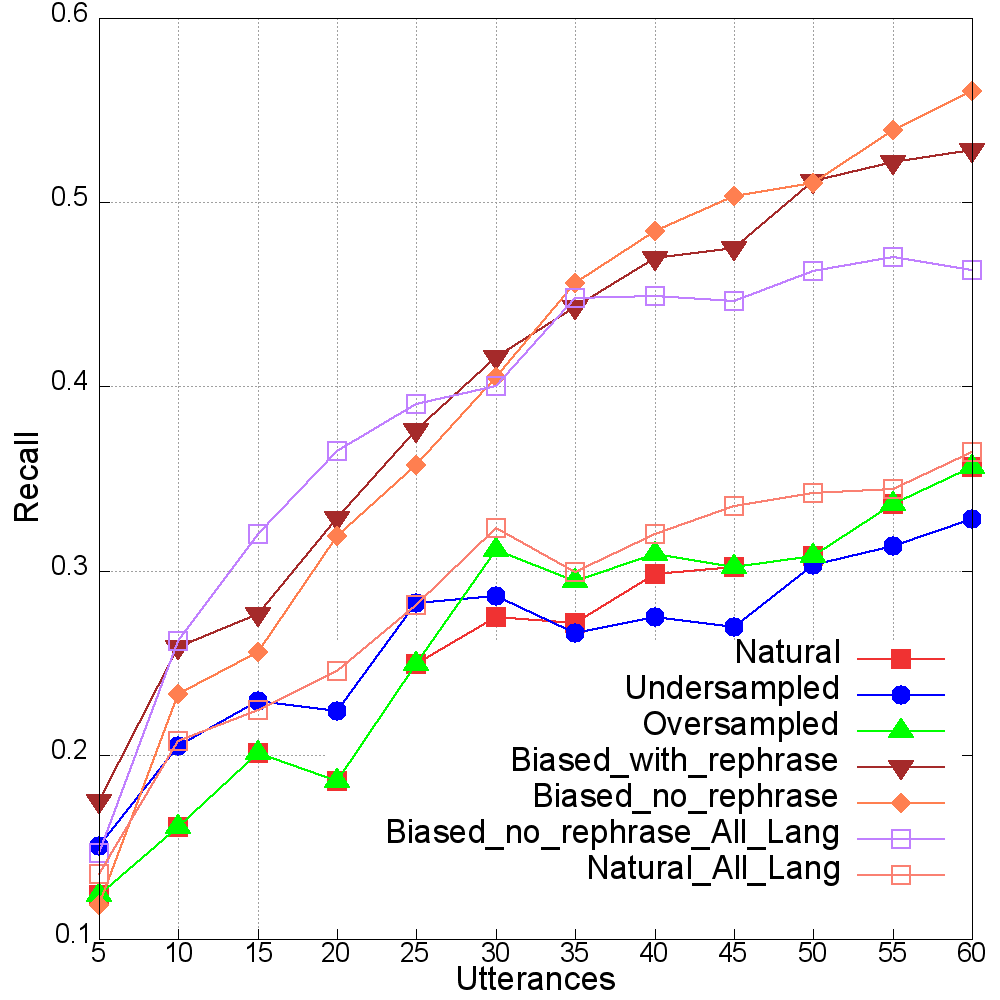 0.6
0.5
0.4
0.3
0.2
0.1
Recall
Natural
Undersampled
Oversampled
Biased_with_rephrase
Biased_no_rephrase
Biased_no_rephrase_All_Lang
Natural_All_Lang
5 10 15 20 25 30 35 40 45 50 55 60
Utterances